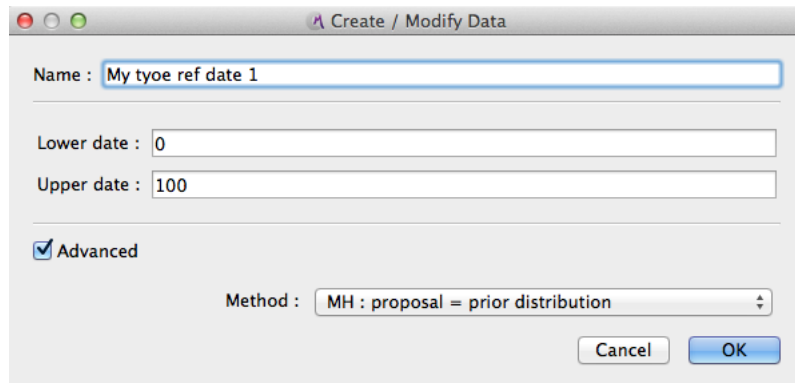 Create / Modify Data
Name : My tyoe ref date 1
Lower date : 0
Upper date : 100
Advanced
Method : MH : proposal = prior distribution
Cancel OK